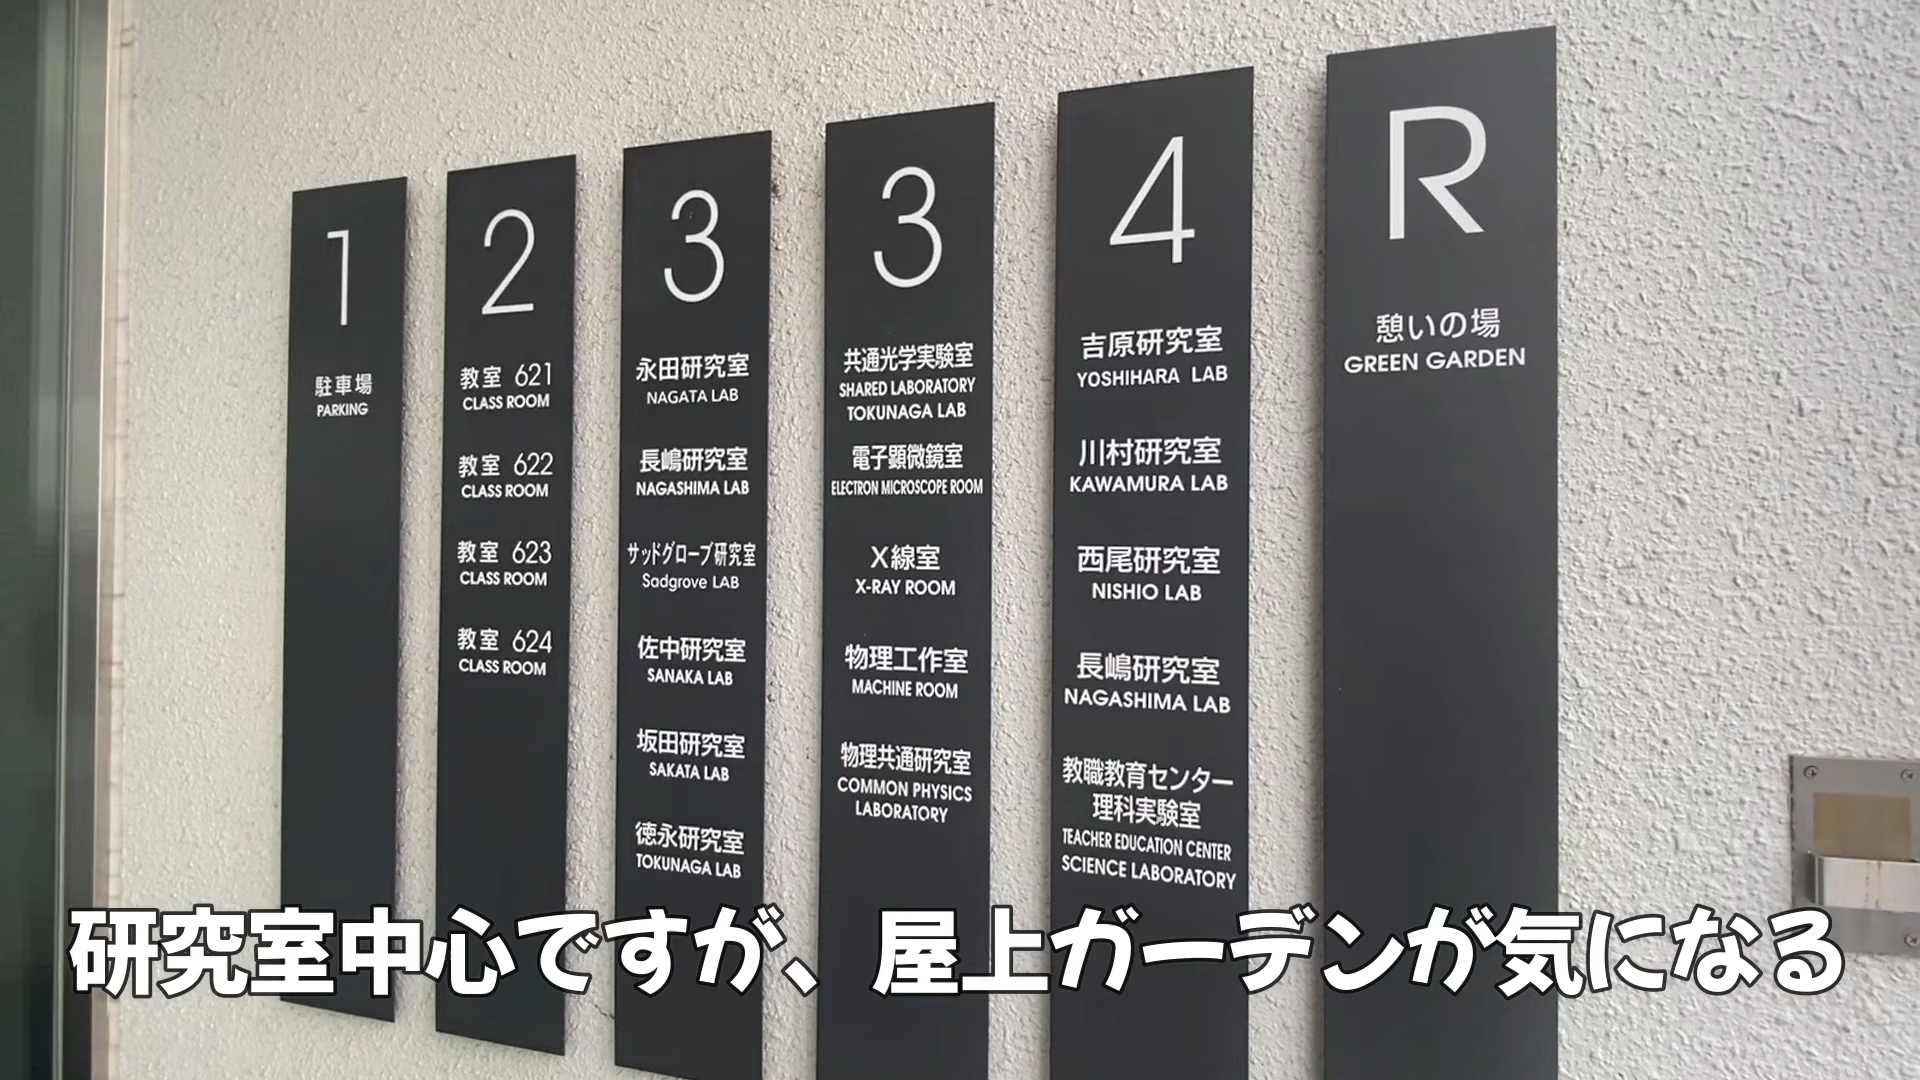 1
駐車場
PARKING
2
教室 621
CLASS ROOM
教室 622
CLASS ROOM
教室 623
CLASS ROOM
教室 624
CLASS ROOM
3
永田研究室
NAGATA LAB
長嶋研究室
NAGASHIMA LAB
サッドグローブ研究室
Sadgrove LAB
佐中研究室
SANAKA LAB
坂田研究室
SAKATA LAB
徳永研究室
TOKUNAGA LAB
3
共通光学実験室
SHARED LABORATORY
TOKUNAGA LAB
電子顕微鏡室
ELECTRON MICROSCOPE ROOM
X線室
X-RAY ROOM
物理工作室
MACHINE ROOM
物理共通研究室
COMMON PHYSICS
LABORATORY
4
吉原研究室
YOSHIHARA LAB
川村研究室
KAWAMURA LAB
西尾研究室
NISHIO LAB
長嶋研究室
NAGASHIMA LAB
教職教育センター
理科実験室
TEACHER EDUCATION CENTER
SCIENCE LABORATORY
R
憩いの場
GREEN GARDEN
研究室中心ですが、屋上ガーデンが気になる